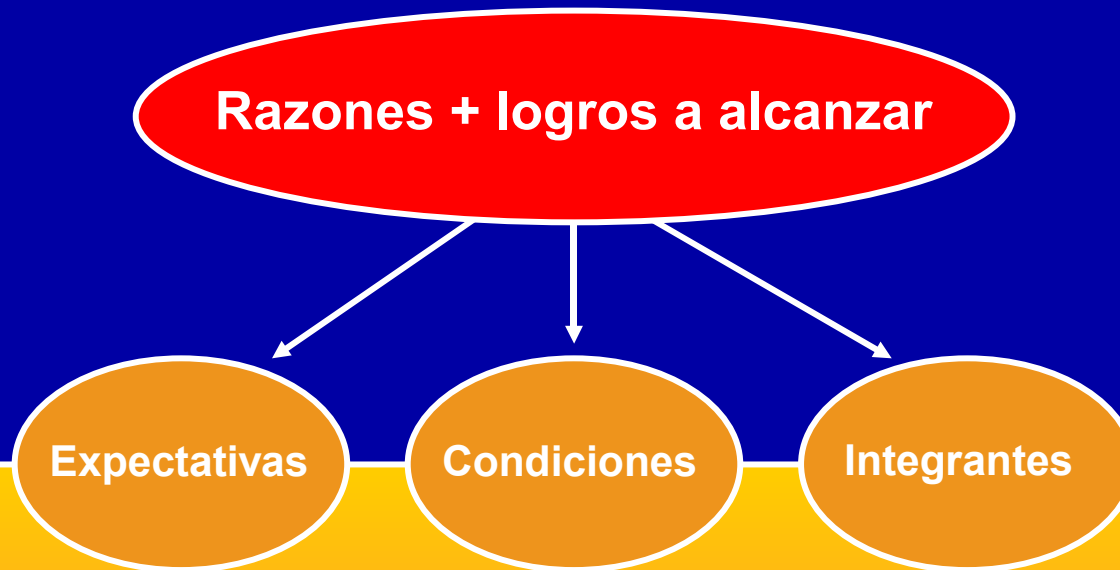 Razones + logros a alcanzar
Expectativas
Condiciones
Integrantes